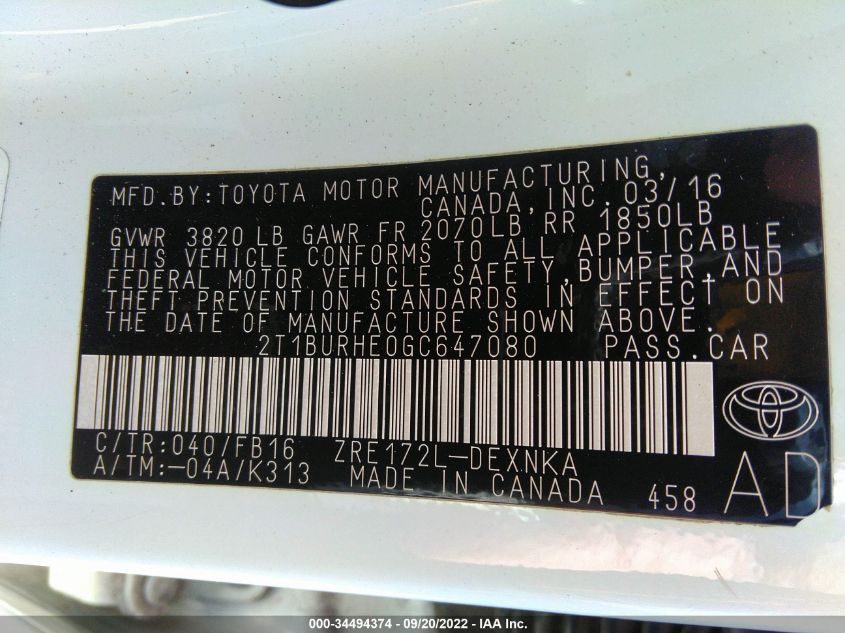 MFD.BY:TOYOTA MOTOR MANUFACTURING,
CANADA,INC. 03/16
GVWR 3820 LB GAWR FR 2070LB RR 1850LB
THIS VEHICLE CONFORMS TO ALL APPLICABLE
FEDERAL MOTOR VEHICLE SAFETY,BUMPER,AND
THEFT PREVENTION STANDARDS IN EFFECT ON
THE DATE OF MANUFACTURE SHOWN ABOVE.
2T1BURHE0GC647080 PASS.CAR
C/TR:040/FB16 ZRE172L-DEXNKA
A/TM:-04A/K313 MADE IN CANADA 458 AD
000-34494374 - 09/20/2022 - IAA Inc.